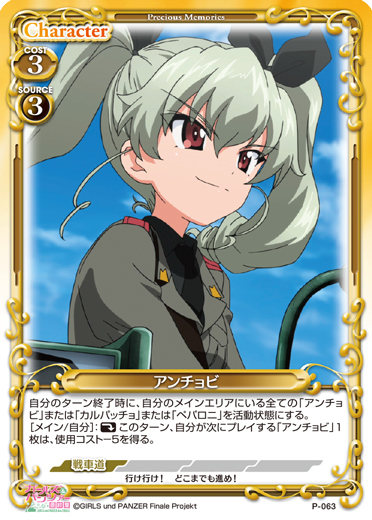 Precious Memories
Character
COST
3
SOURCE
3
アンチョビ
自分のターン終了時に、自分のメインエリアにいる全ての「アンチョ
ビ」または「カルパッチョ」または「ペパロニ」を活動状態にする。
[メイン/自分]:このターン、自分が次にプレイする「アンチョビ」1
枚は、使用コスト-5を得る。
戦車道
行け行け! どこまでも進め!
©GIRLS und PANZER Finale Projekt
P-063